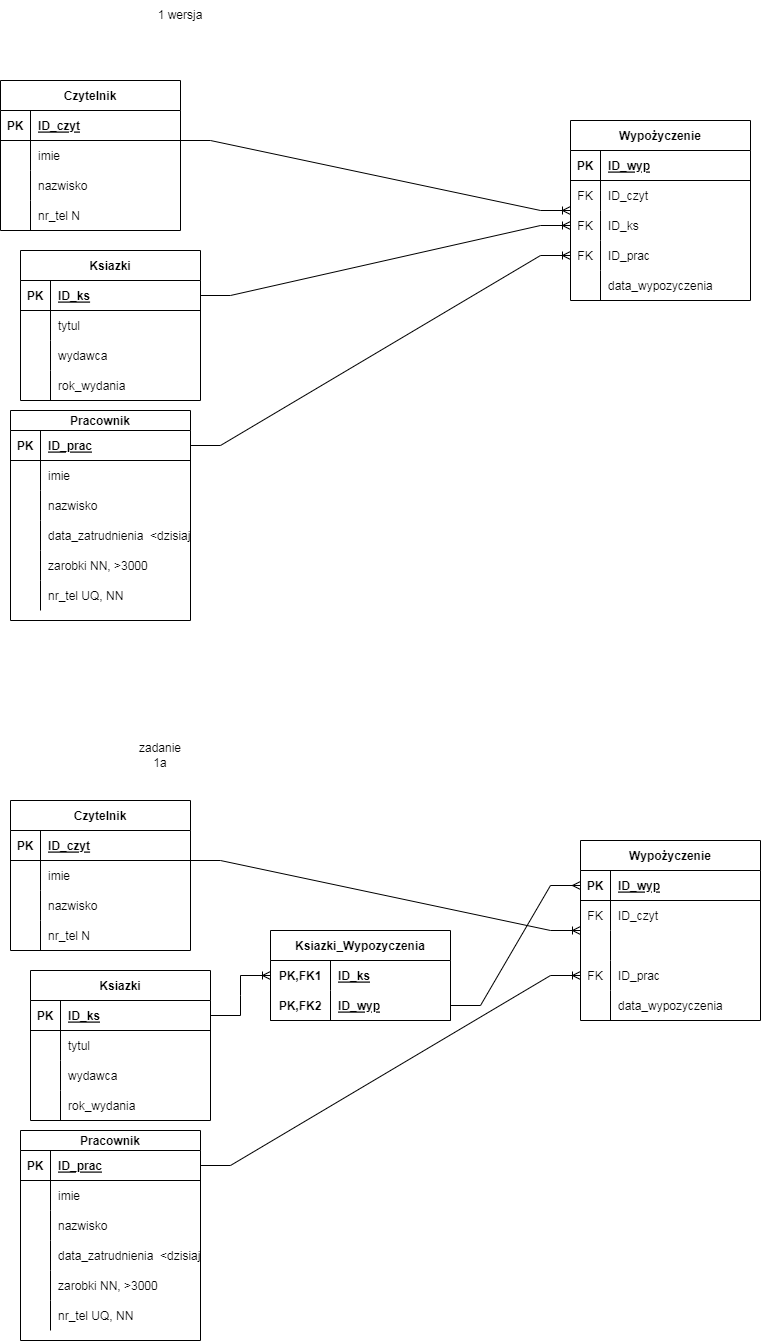 1 wersja
Czytelnik
PK ID_czyt
imie
nazwisko
nr_tel N
Wypożyczenie
PK ID_wyp
FK ID_czyt
FK ID_ks
FK ID_prac
data_wypozyczenia
Ksiazki
PK ID_ks
tytul
wydawca
rok_wydania
Pracownik
PK ID_prac
imie
nazwisko
data_zatrudnienia <dzisiaj
zarobki NN, >3000
nr_tel UQ, NN
zadanie
1a
Czytelnik
PK ID_czyt
imie
nazwisko
nr_tel N
Wypożyczenie
PK ID_wyp
FK ID_czyt
FK ID_prac
data_wypozyczenia
Ksiazki_Wypozyczenia
PK,FK1 ID_ks
PK,FK2 ID_wyp
Ksiazki
PK ID_ks
tytul
wydawca
rok_wydania
Pracownik
PK ID_prac
imie
nazwisko
data_zatrudnienia <dzisiaj
zarobki NN, >3000
nr_tel UQ, NN